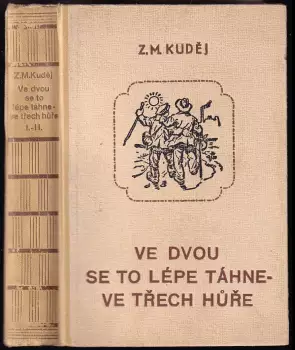 Z. M. KUDĚJ
VE DVOU
SE TO LÉPE TÁHNE-
VE TŘECH HŮŘE
Z.M.Kuděj
Ve dvou
se to
lépe táhne-
ve třech hůře
I.-II.